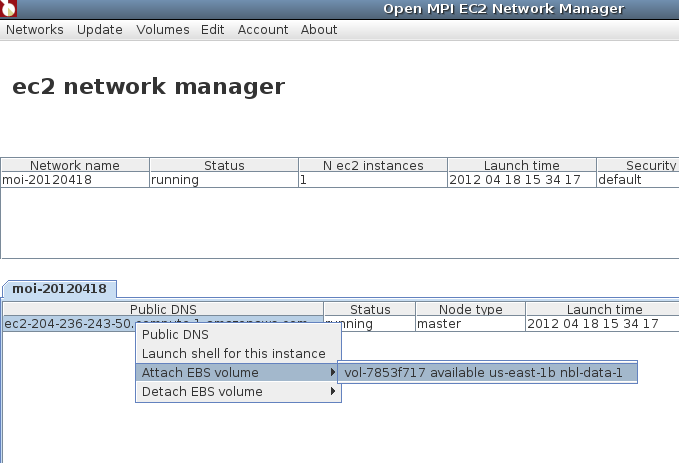 Open MPI EC2 Network Manager
Networks Update Volumes Edit Account About
ec2 network manager
Network name Status N ec2 instances Launch time Security
moi-20120418 running 1 2012 04 18 15 34 17 default
moi-20120418
Public DNS Status Node type Launch time
ec2-204-236-243-50. running master 2012 04 18 15 34 17
Public DNS
Launch shell for this instance
Attach EBS volume vol-7853f717 available us-east-1b nbl-data-1
Detach EBS volume